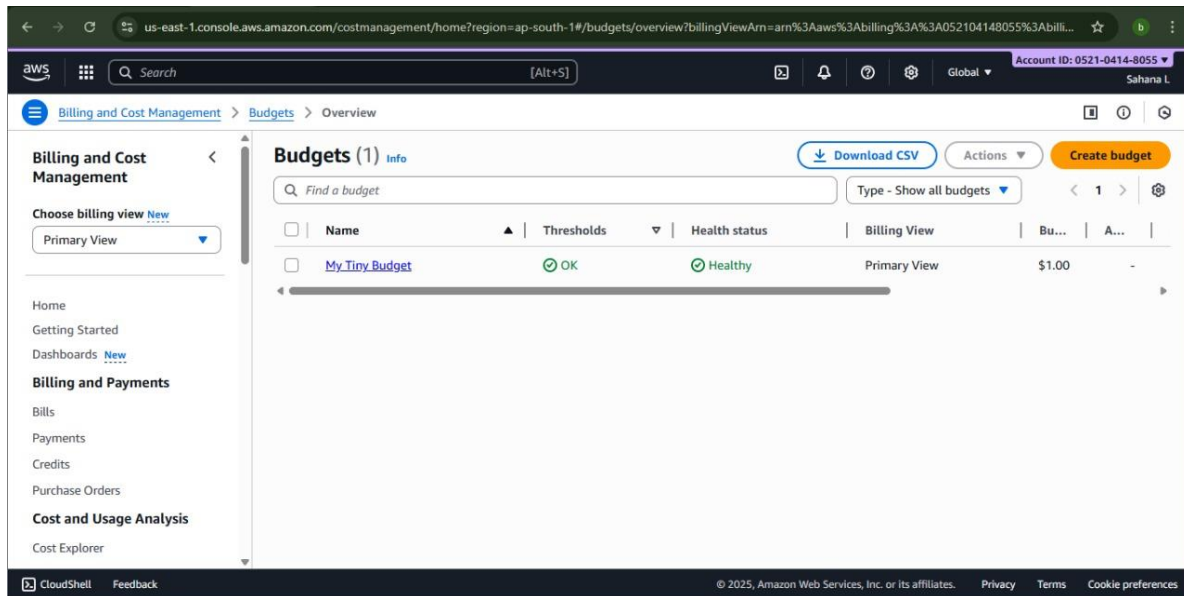 us-east-1.console.aws.amazon.com/costmanagement/home?region=ap-south-1#/budgets/overview?billingViewArn=arn%3Aaws%3Abilling%3A%3A052104148055%3Abilli...
b
aws
Search [Alt+S]
Global
Account ID: 0521-0414-8055
Sahana L
Billing and Cost Management > Budgets > Overview
Billing and Cost Management
Choose billing view New
Primary View
Home
Getting Started
Dashboards New
Billing and Payments
Bills
Payments
Credits
Purchase Orders
Cost and Usage Analysis
Cost Explorer
Budgets (1) Info
Download CSV
Actions
Create budget
Find a budget
Type - Show all budgets
1
Name Thresholds Health status Billing View Bu... A...
My Tiny Budget OK Healthy Primary View $1.00 -
CloudShell Feedback © 2025, Amazon Web Services, Inc. or its affiliates. Privacy Terms Cookie preferences